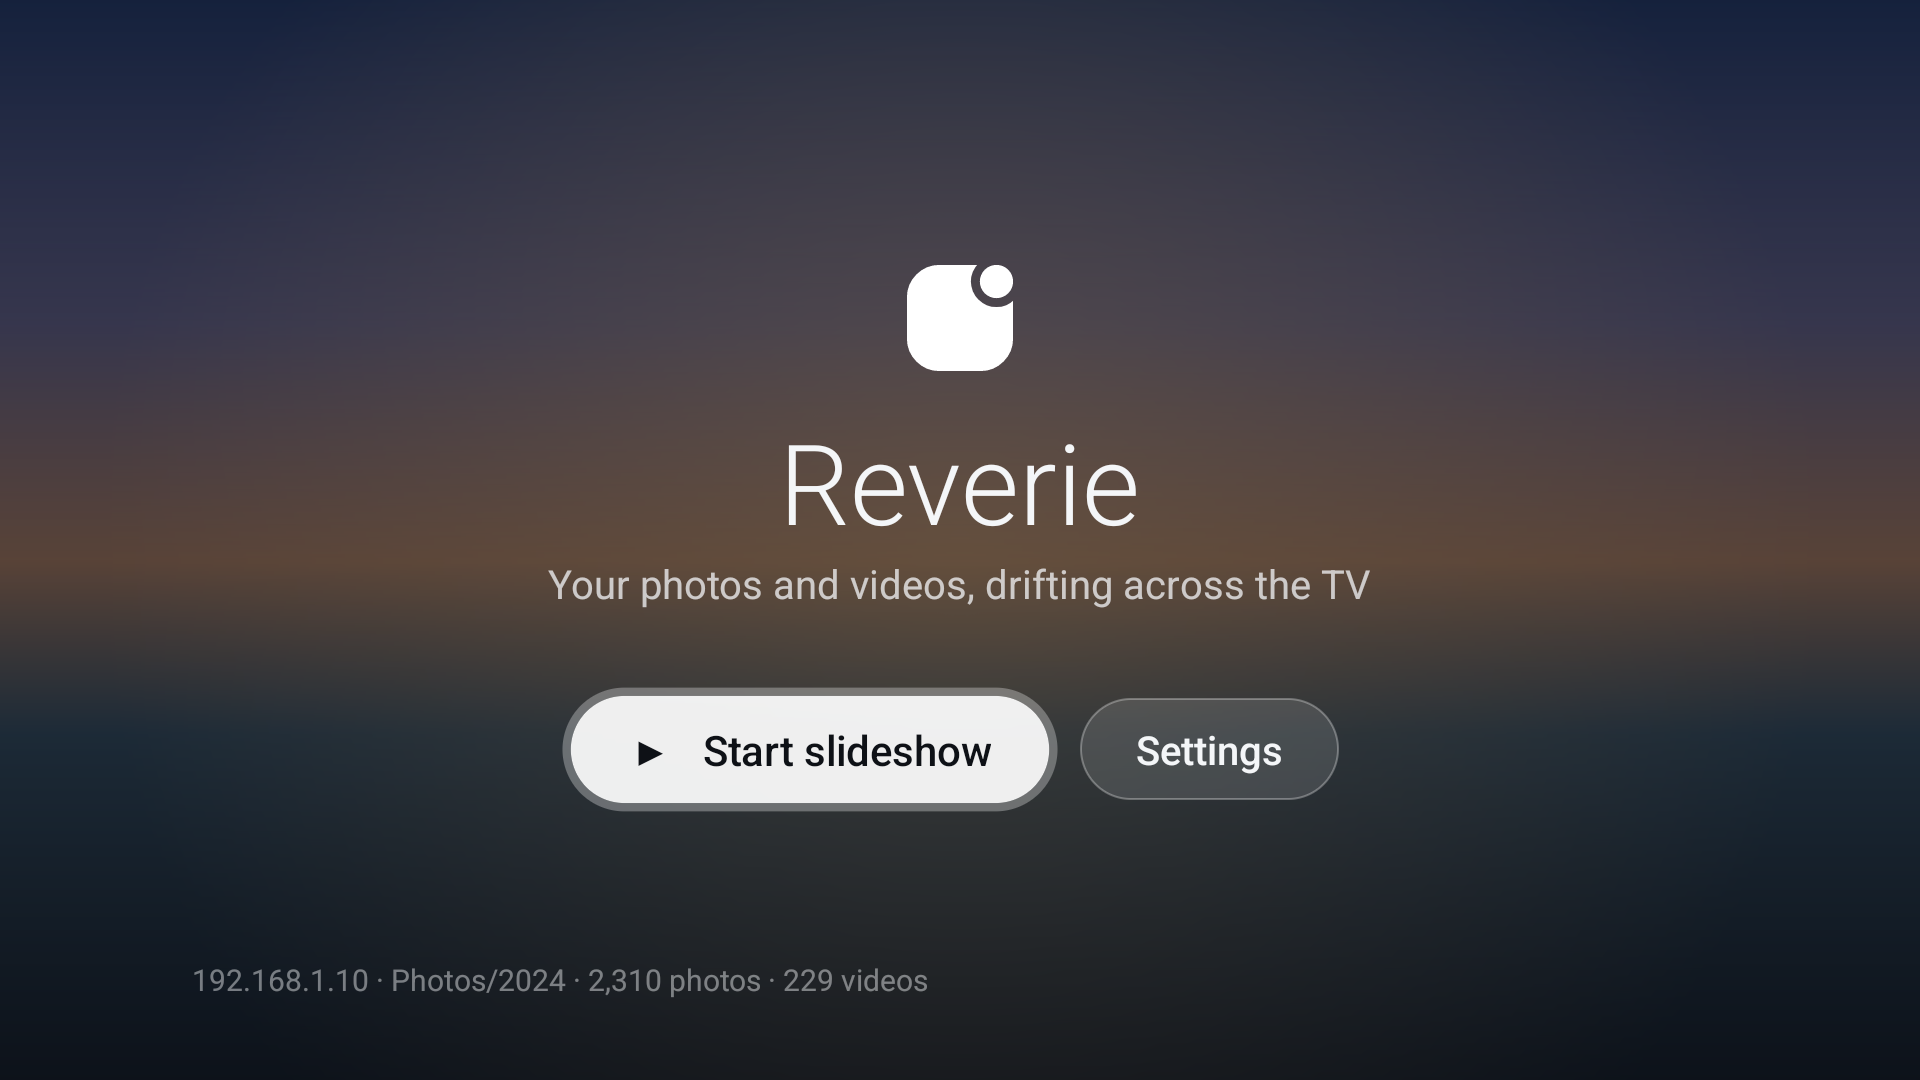 Reverie
Your photos and videos, drifting across the TV
▶ Start slideshow
Settings
192.168.1.10 · Photos/2024 · 2,310 photos · 229 videos